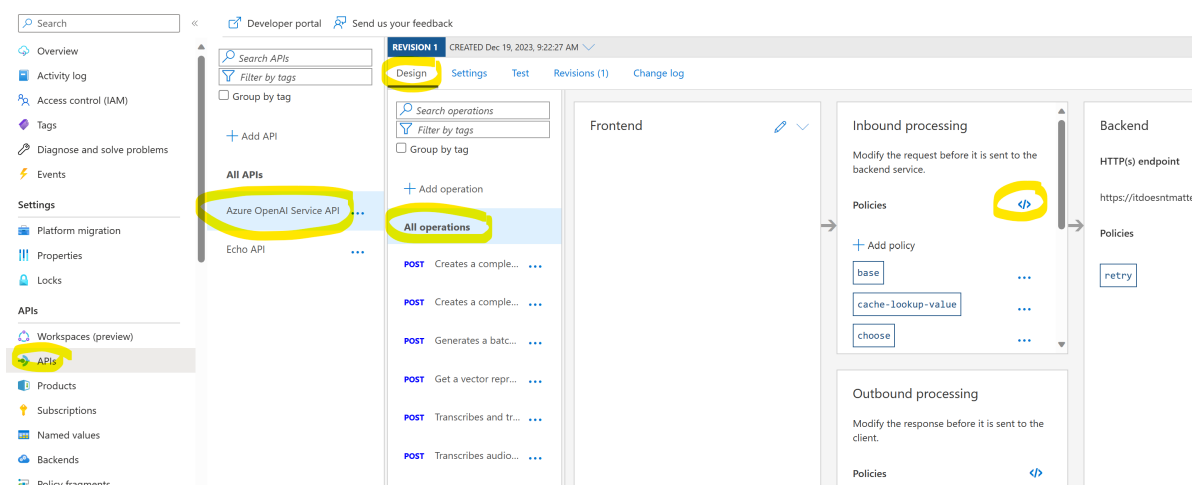 Search
«
Overview
Activity log
Access control (IAM)
Tags
Diagnose and solve problems
Events
Settings
Platform migration
Properties
Locks
APIs
Workspaces (preview)
APIs
Products
Subscriptions
Named values
Backends
Policy fragments
Developer portal
Send us your feedback
Search APIs
Filter by tags
Group by tag
+ Add API
All APIs
Azure OpenAI Service API ...
Echo API ...
REVISION 1 CREATED Dec 19, 2023, 9:22:27 AM
Design Settings Test Revisions (1) Change log
Search operations
Filter by tags
Group by tag
+ Add operation
All operations
POST Creates a comple... ...
POST Creates a comple... ...
POST Generates a batc... ...
POST Get a vector repr... ...
POST Transcribes and tr... ...
POST Transcribes audio... ...
Frontend
Inbound processing
Modify the request before it is sent to the
backend service.
Policies </>
+ Add policy
base ...
cache-lookup-value ...
choose ...
Outbound processing
Modify the response before it is sent to the
client.
Policies </>
Backend
HTTP(s) endpoint
https://itdoesntmatte
Policies
retry